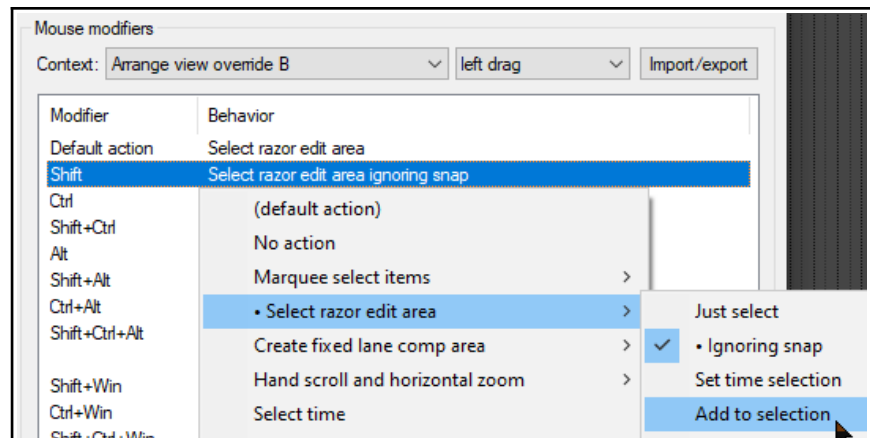 Mouse modifiers
Context: Arrange view override B left drag Import/export
Modifier Behavior
Default action Select razor edit area
Shift Select razor edit area ignoring snap
Ctrl (default action)
Shift+Ctrl
Alt No action
Shift+Alt Marquee select items
Ctrl+Alt • Select razor edit area Just select
Shift+Ctrl+Alt Create fixed lane comp area • Ignoring snap
Shift+Win Hand scroll and horizontal zoom Set time selection
Ctrl+Win Select time Add to selection
Shift+Ctrl+Win